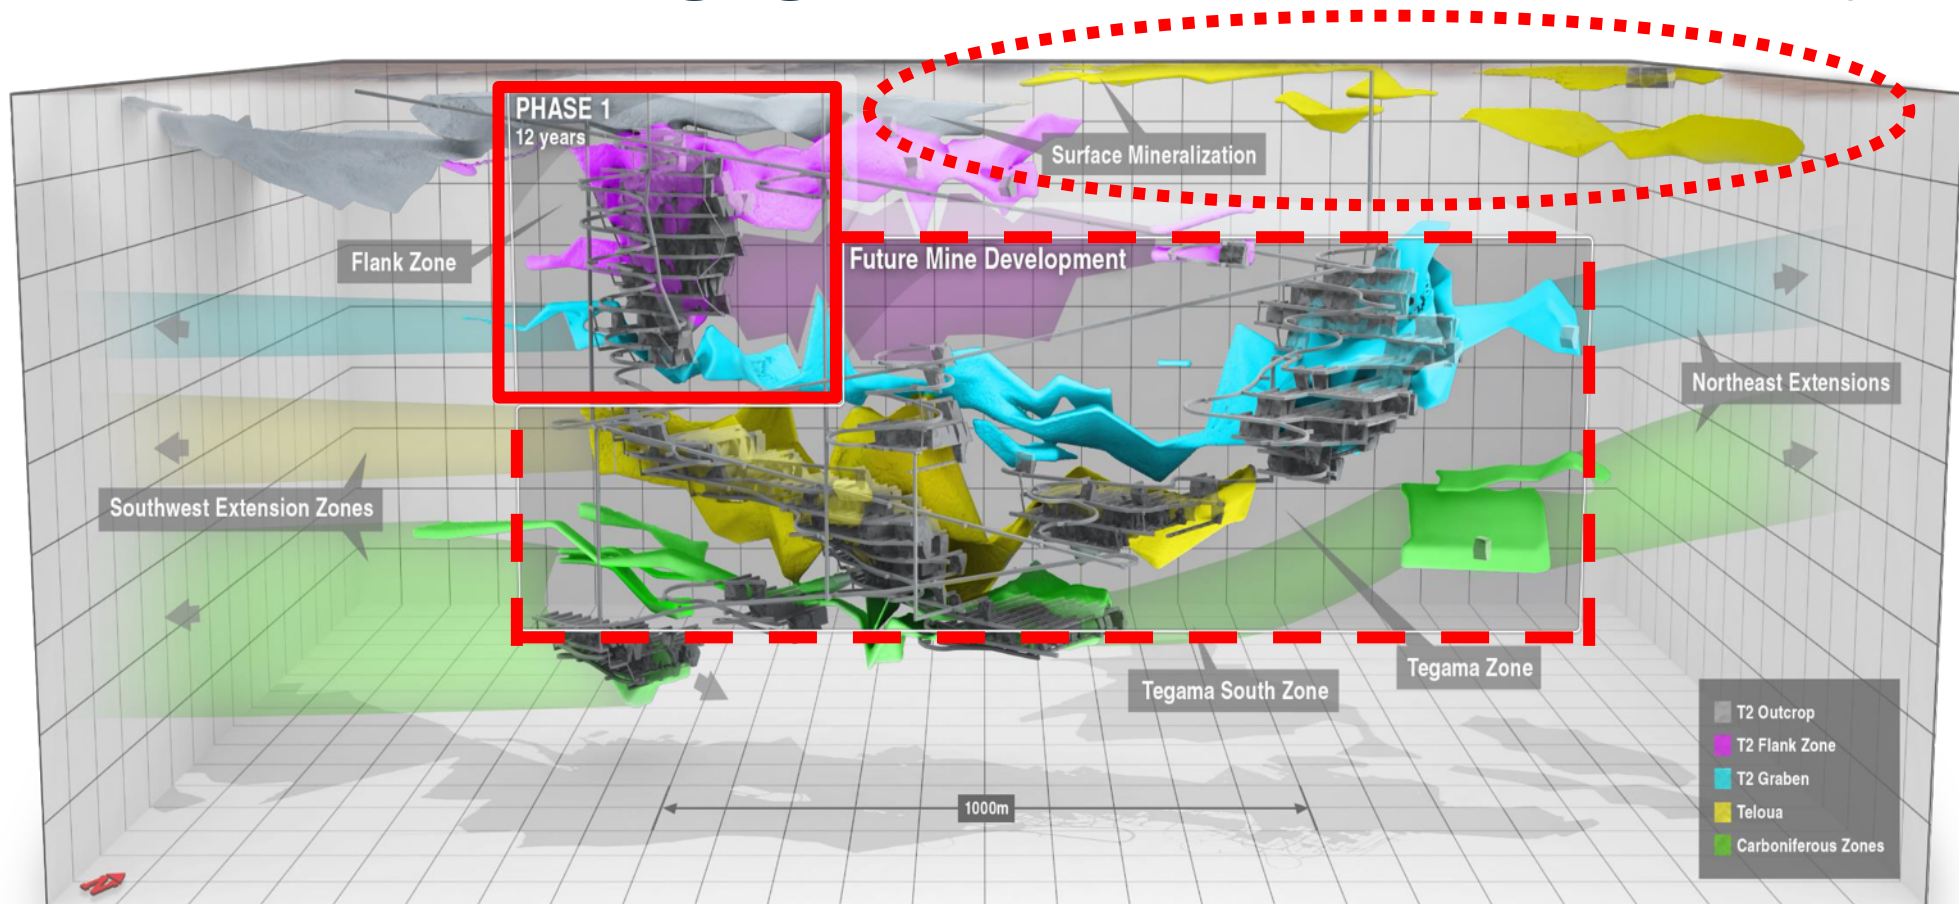 PHASE 1
12 years
Surface Mineralization
Flank Zone
Future Mine Development
Northeast Extensions
Southwest Extension Zones
Tegama Zone
Tegama South Zone
T2 Outcrop
T2 Flank Zone
T2 Graben
Teloua
Carboniferous Zones
1000m